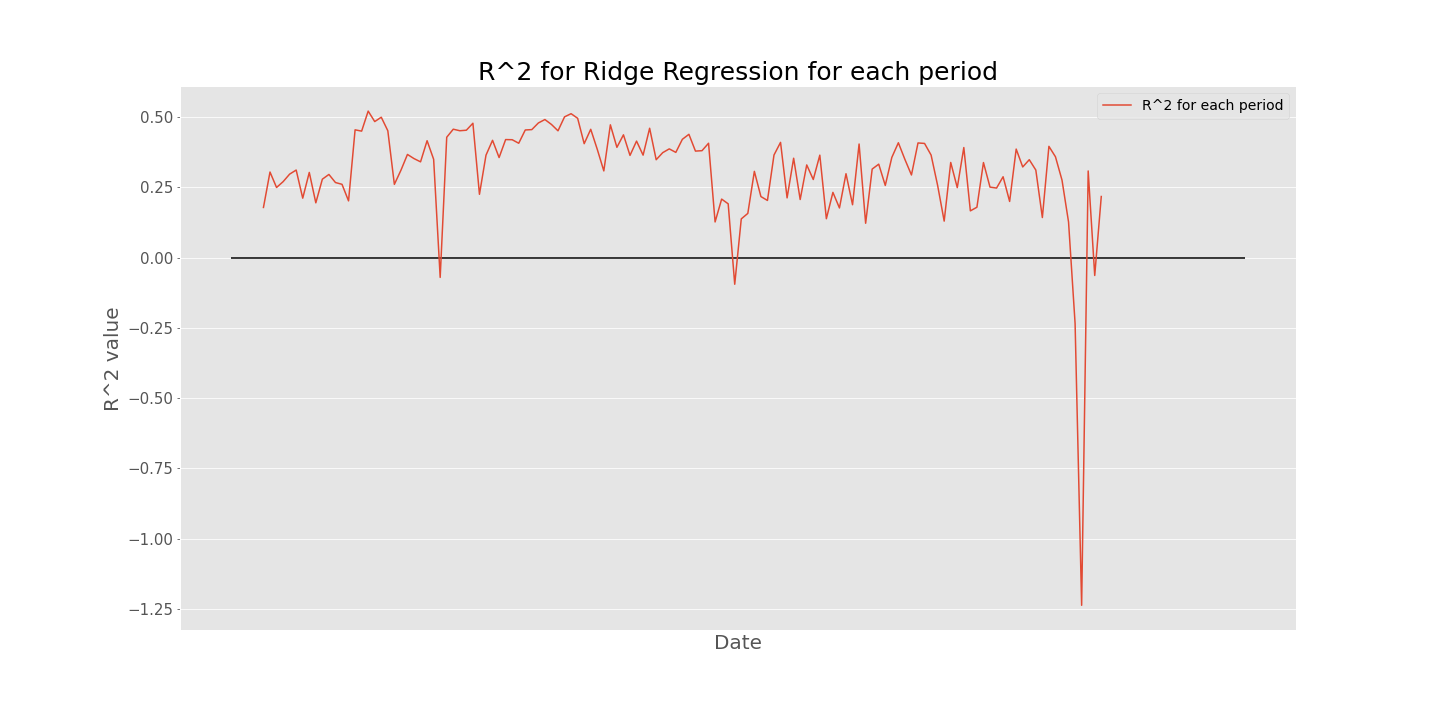 R^2 for Ridge Regression for each period
R^2 for each period
0.50
0.25
0.00
−0.25
−0.50
−0.75
−1.00
−1.25
R^2 value
Date